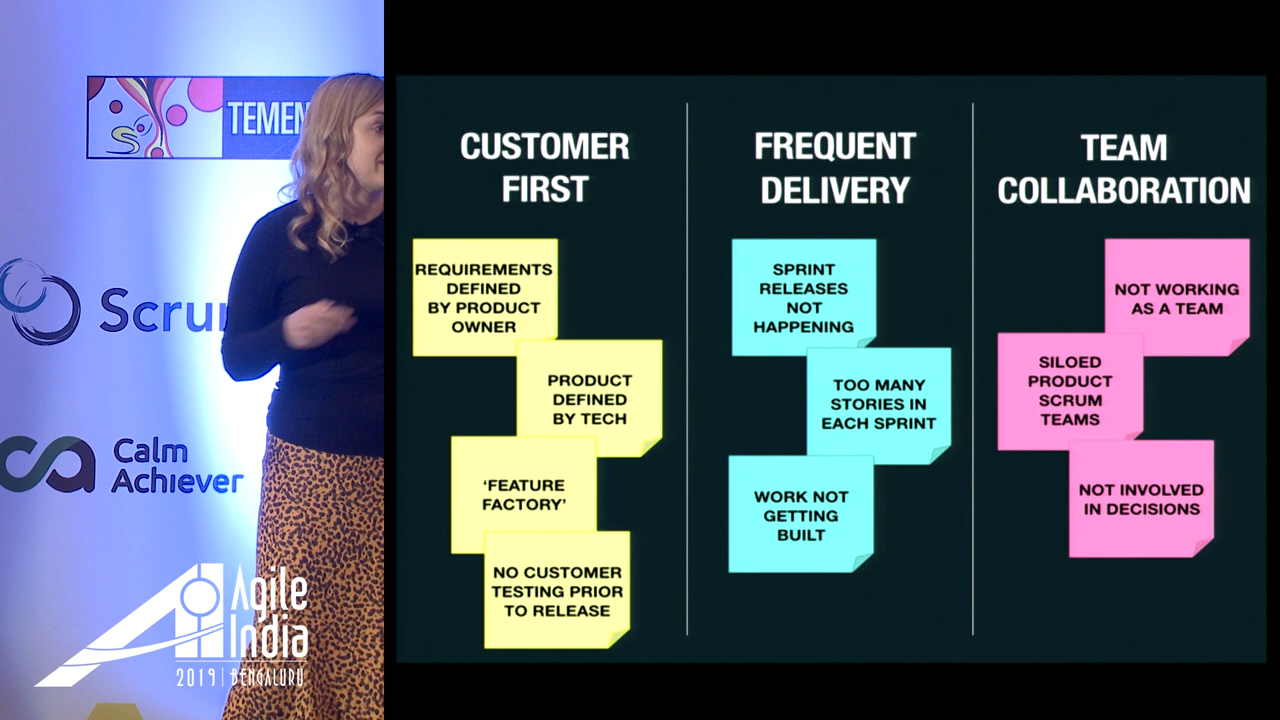 TEMEN
Scru
Calm
Achiever
Agile
India
2019 | BENGALURU
CUSTOMER
FIRST
REQUIREMENTS
DEFINED
BY PRODUCT
OWNER
PRODUCT
DEFINED
BY TECH
‘FEATURE
FACTORY’
NO CUSTOMER
TESTING PRIOR
TO RELEASE
FREQUENT
DELIVERY
SPRINT
RELEASES
NOT
HAPPENING
TOO MANY
STORIES IN
EACH SPRINT
WORK NOT
GETTING
BUILT
TEAM
COLLABORATION
NOT WORKING
AS A TEAM
SILOED
PRODUCT
SCRUM
TEAMS
NOT INVOLVED
IN DECISIONS